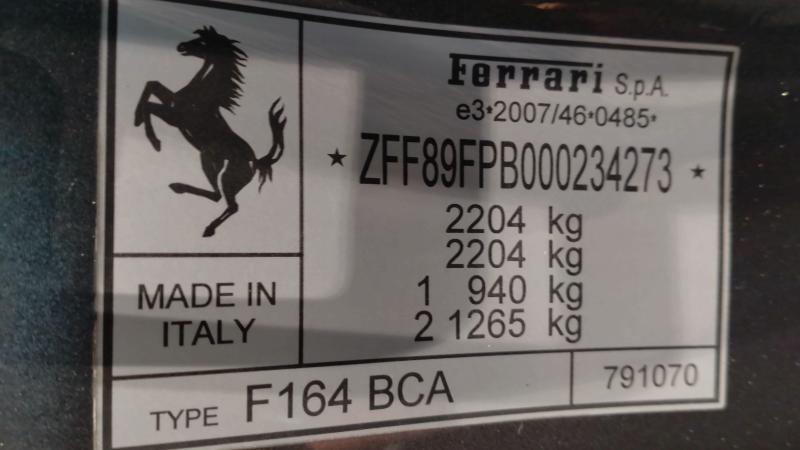 Ferrari S.p.A.
e3*2007/46*0485*
★ ZFF89FPB000234273 ★
2204 kg
2204 kg
1 940 kg
2 1265 kg
MADE IN
ITALY
TYPE F164 BCA
791070